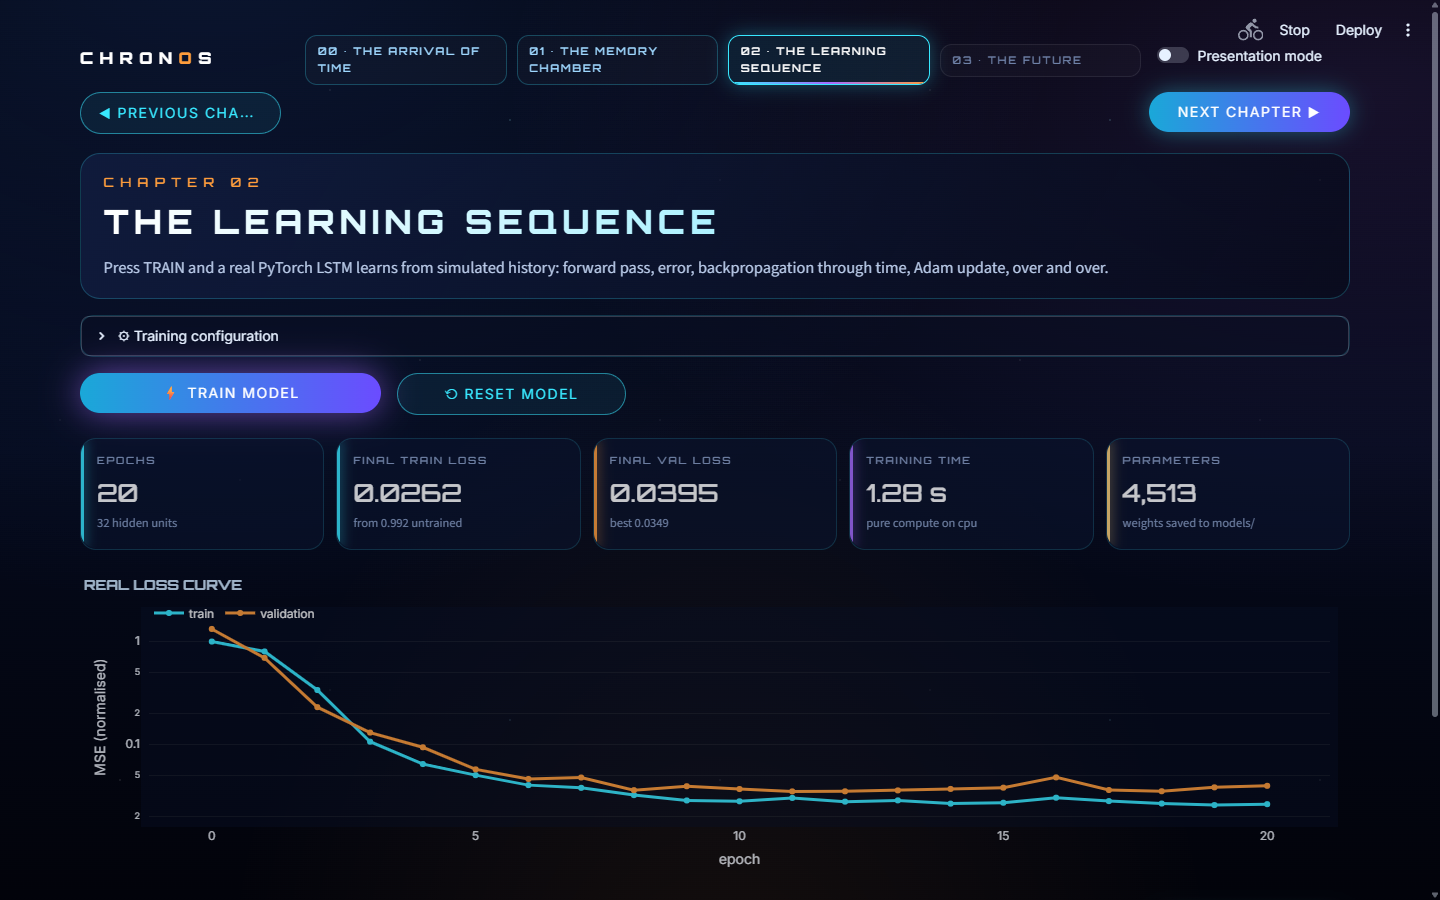 CHRONOS
00 · THE ARRIVAL OF
TIME
01 · THE MEMORY
CHAMBER
02 · THE LEARNING
SEQUENCE
03 · THE FUTURE
Stop
Deploy
Presentation mode
◀ PREVIOUS CHA...
NEXT CHAPTER ▶
CHAPTER 02
THE LEARNING SEQUENCE
Press TRAIN and a real PyTorch LSTM learns from simulated history: forward pass, error, backpropagation through time, Adam update, over and over.
⚙ Training configuration
TRAIN MODEL
RESET MODEL
EPOCHS
20
32 hidden units
FINAL TRAIN LOSS
0.0262
from 0.992 untrained
FINAL VAL LOSS
0.0395
best 0.0349
TRAINING TIME
1.28 s
pure compute on cpu
PARAMETERS
4,513
weights saved to models/
REAL LOSS CURVE
train
validation
MSE (normalised)
1
5
2
0.1
5
2
0
5
10
15
20
epoch